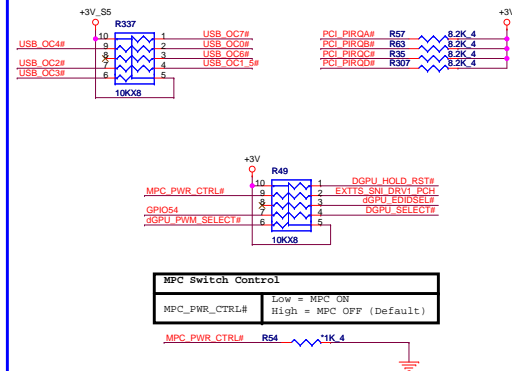 +3V_S5
R337
10 1 USB_OC7#
USB_OC4# 9 2 USB_OC0#
8 3 USB_OC6#
USB_OC2# 7 4 USB_OC1_5#
USB_OC3# 6 5
10KX8
+3V
PCI_PIRQA# R57 8.2K_4
PCI_PIRQB# R63 8.2K_4
PCI_PIRQC# R35 8.2K_4
PCI_PIRQD# R307 8.2K_4
+3V
R49
10 1 DGPU_HOLD_RST#
MPC_PWR_CTRL# 9 2 EXTTS_SNI_DRV1_PCH
8 3 dGPU_EDIDSEL#
GPIO54 7 4 DGPU_SELECT#
dGPU_PWM_SELECT# 6 5
10KX8
MPC Switch Control
MPC_PWR_CTRL#
Low = MPC ON
High = MPC OFF (Default)
MPC_PWR_CTRL# R54 *1K_4